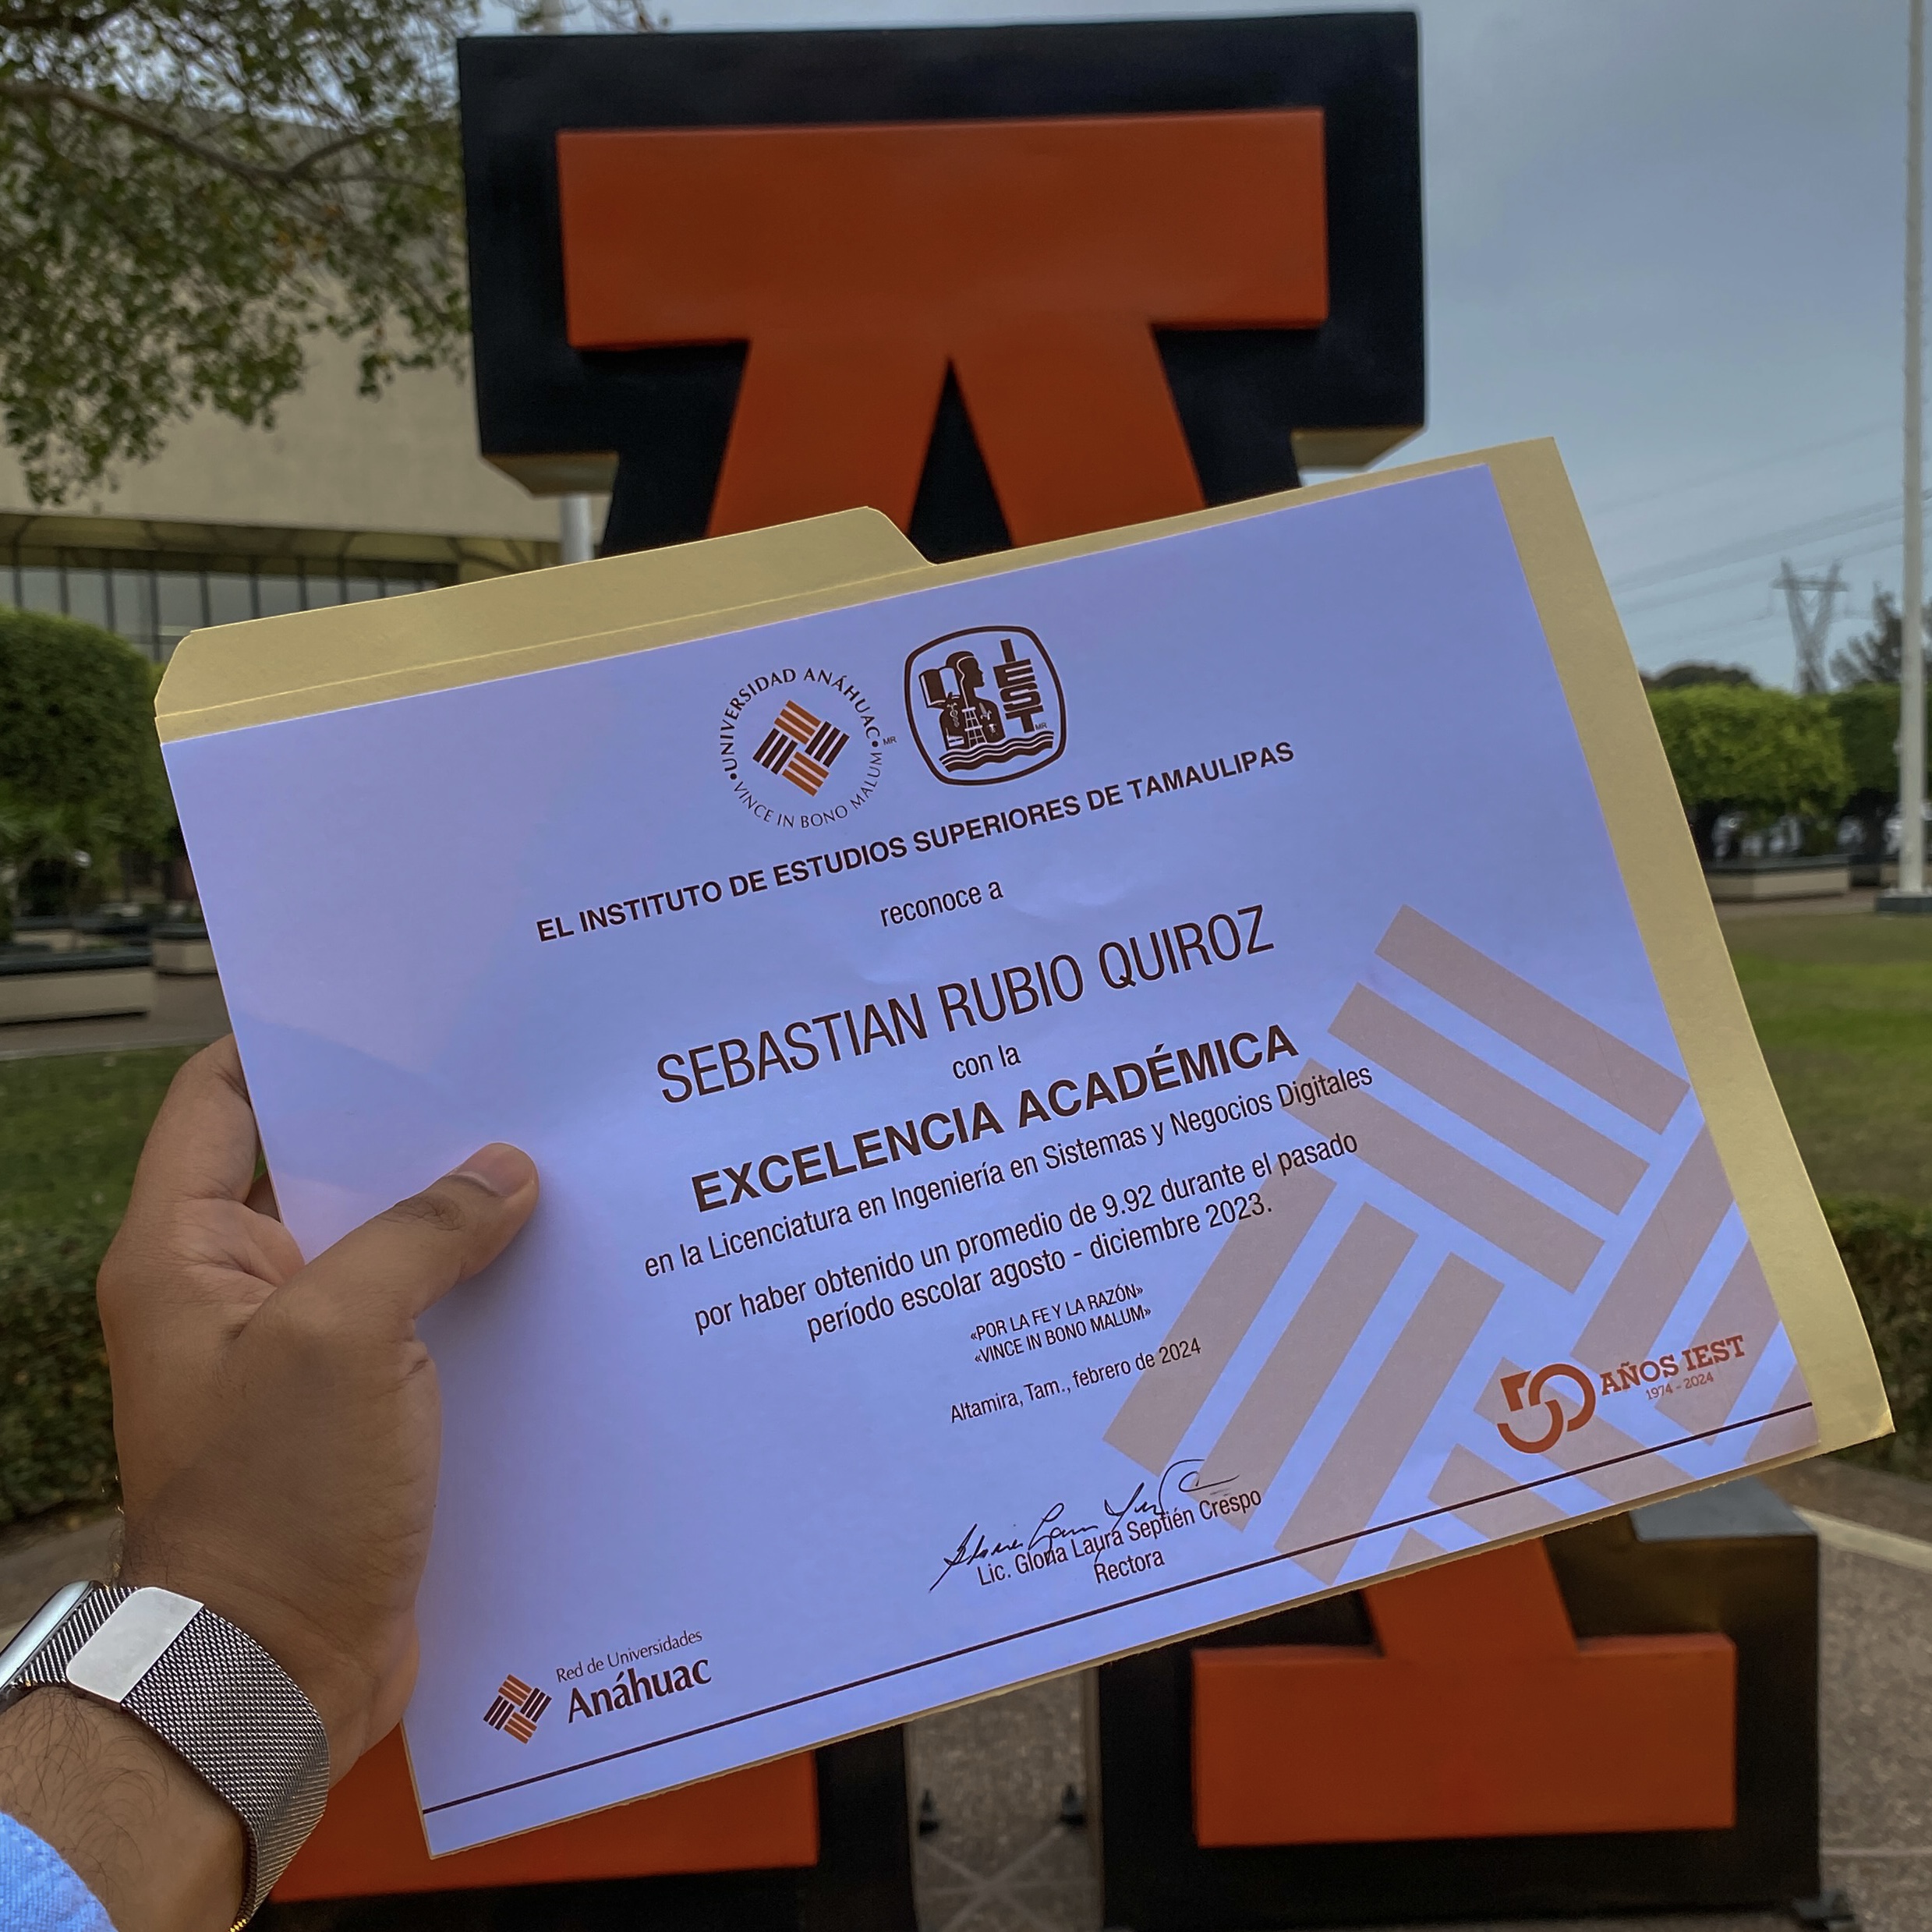 UNIVERSIDAD ANÁHUAC
VINCE IN BONO MALUM
MR
IEST
MR
EL INSTITUTO DE ESTUDIOS SUPERIORES DE TAMAULIPAS
reconoce a
SEBASTIAN RUBIO QUIROZ
con la
EXCELENCIA ACADÉMICA
en la Licenciatura en Ingeniería en Sistemas y Negocios Digitales
por haber obtenido un promedio de 9.92 durante el pasado
período escolar agosto - diciembre 2023.
«POR LA FE Y LA RAZÓN»
«VINCE IN BONO MALUM»
Altamira, Tam., febrero de 2024
50 AÑOS IEST
1974 - 2024
Lic. Gloria Laura Septién Crespo
Rectora
Red de Universidades
Anáhuac